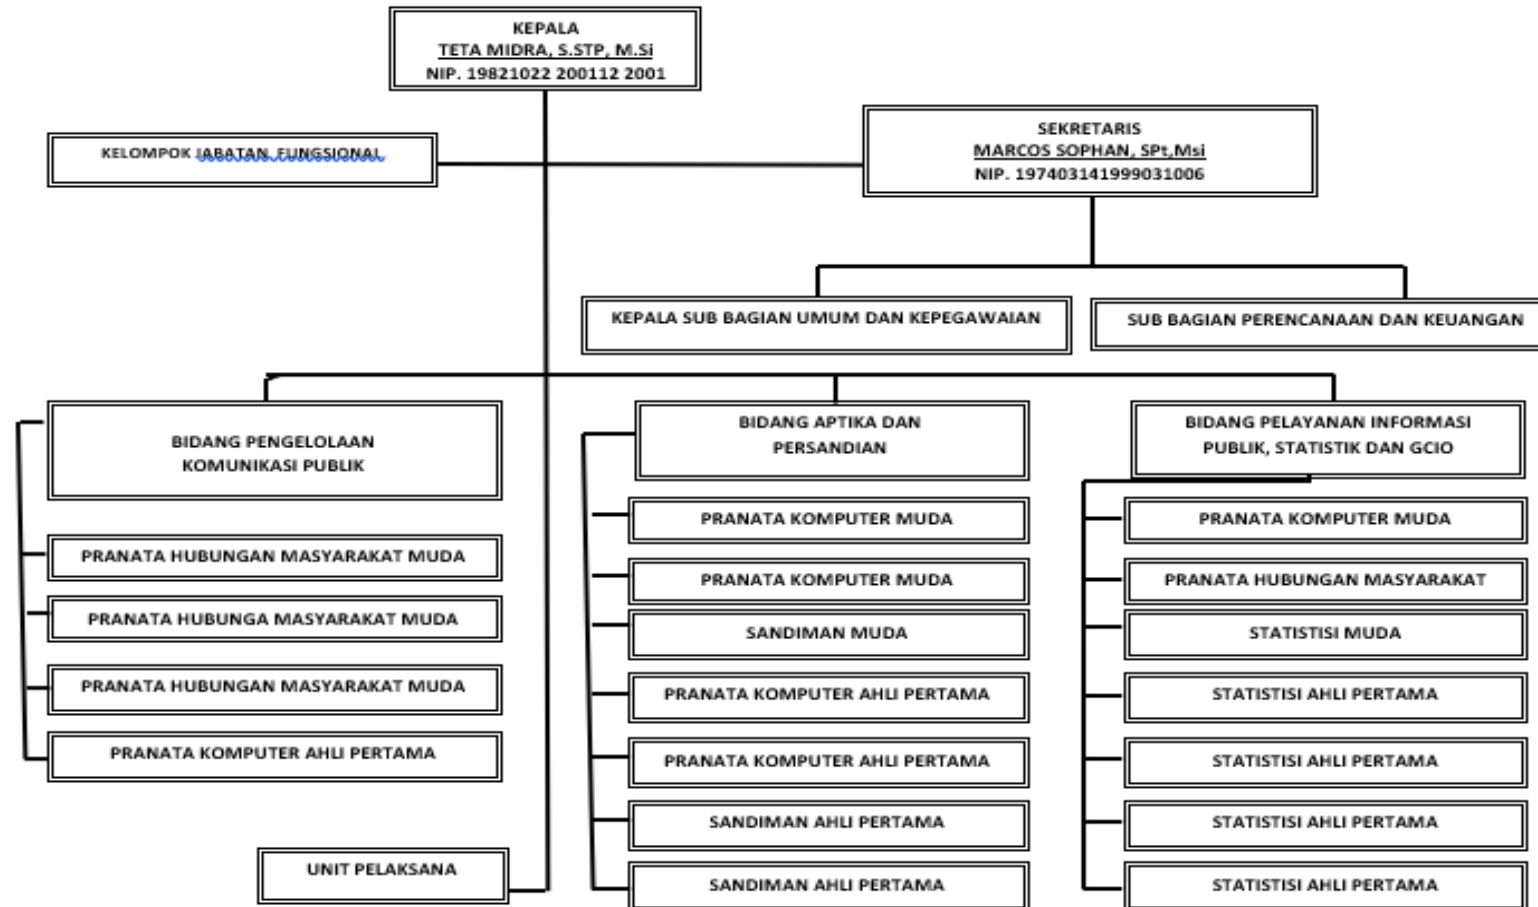 KEPALA
TETA MIDRA, S.STP, M.Si
NIP. 19821022 200112 2001
KELOMPOK JABATAN FUNGSIONAL
SEKRETARIS
MARCOS SOPHAN, SPt,Msi
NIP. 197403141999031006
KEPALA SUB BAGIAN UMUM DAN KEPEGAWAIAN
SUB BAGIAN PERENCANAAN DAN KEUANGAN
BIDANG PENGELOLAAN
KOMUNIKASI PUBLIK
PRANATA HUBUNGAN MASYARAKAT MUDA
PRANATA HUBUNGA MASYARAKAT MUDA
PRANATA HUBUNGAN MASYARAKAT MUDA
PRANATA KOMPUTER AHLI PERTAMA
BIDANG APTIKA DAN
PERSANDIAN
PRANATA KOMPUTER MUDA
PRANATA KOMPUTER MUDA
SANDIMAN MUDA
PRANATA KOMPUTER AHLI PERTAMA
PRANATA KOMPUTER AHLI PERTAMA
SANDIMAN AHLI PERTAMA
SANDIMAN AHLI PERTAMA
BIDANG PELAYANAN INFORMASI
PUBLIK, STATISTIK DAN GCIO
PRANATA KOMPUTER MUDA
PRANATA HUBUNGAN MASYARAKAT
STATISTISI MUDA
STATISTISI AHLI PERTAMA
STATISTISI AHLI PERTAMA
STATISTISI AHLI PERTAMA
STATISTISI AHLI PERTAMA
UNIT PELAKSANA